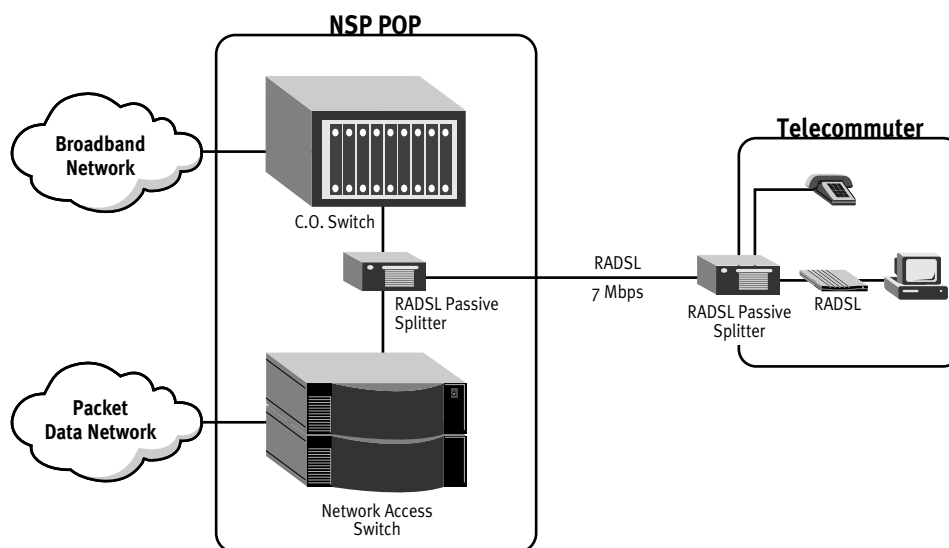 NSP POP
Broadband
Network
C.O. Switch
Telecommuter
RADSL
7 Mbps
RADSL Passive
Splitter
RADSL Passive
Splitter
RADSL
Packet
Data Network
Network Access
Switch